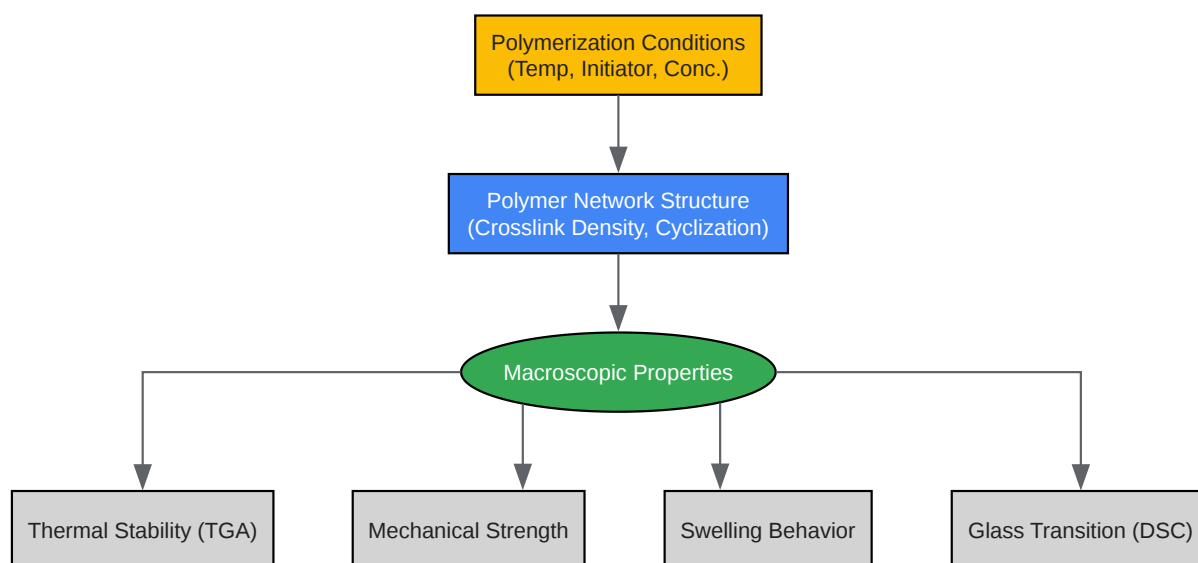 Polymerization Conditions
(Temp, Initiator, Conc.)
Polymer Network Structure
(Crosslink Density, Cyclization)
Macroscopic Properties
Thermal Stability (TGA)
Mechanical Strength
Swelling Behavior
Glass Transition (DSC)